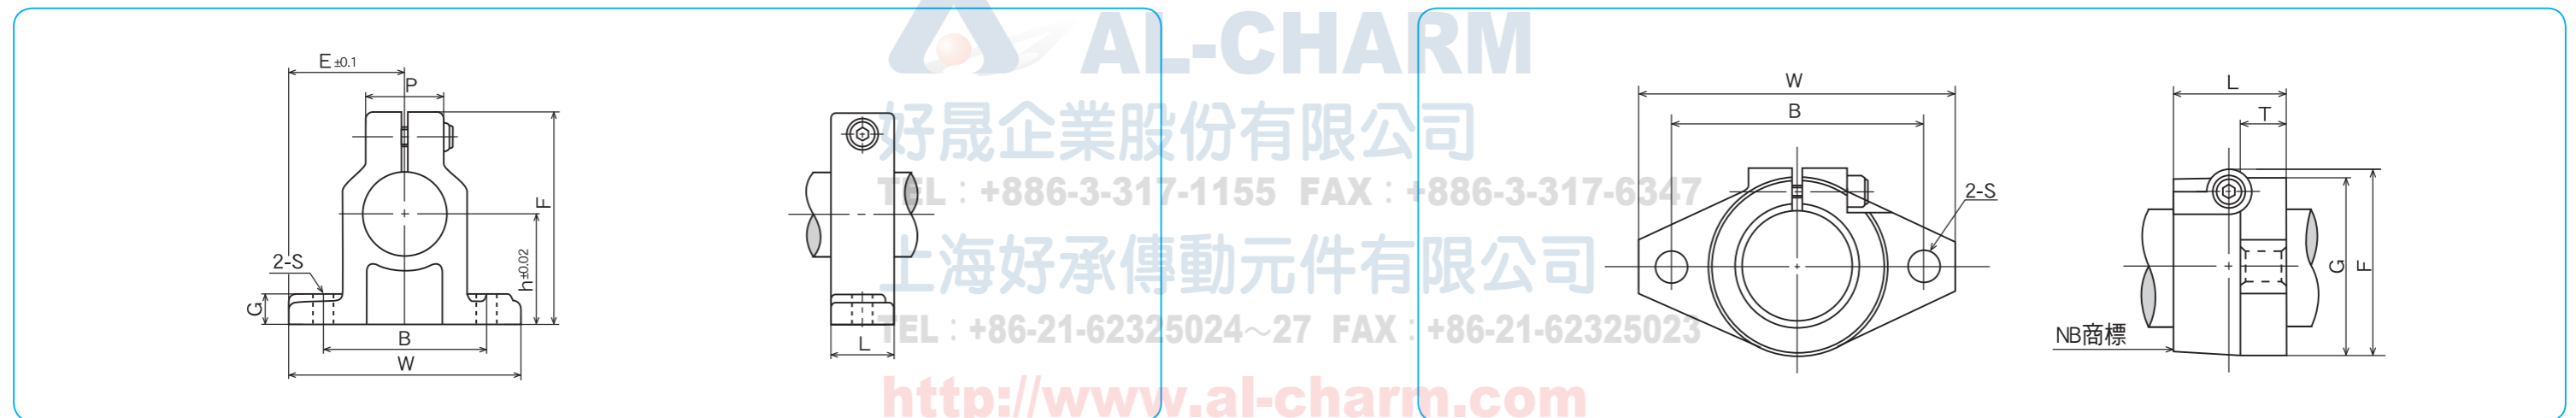 E ±0.1
P
F
h±0.02
2-S
G
B
W
L
AL-CHARM
好晟企業股份有限公司
TEL：+886-3-317-1155 FAX：+886-3-317-6347
上海好承傳動元件有限公司
TEL：+86-21-62325024～27 FAX：+86-21-62325023
http://www.al-charm.com
W
B
2-S
L
T
G
F
NB商標